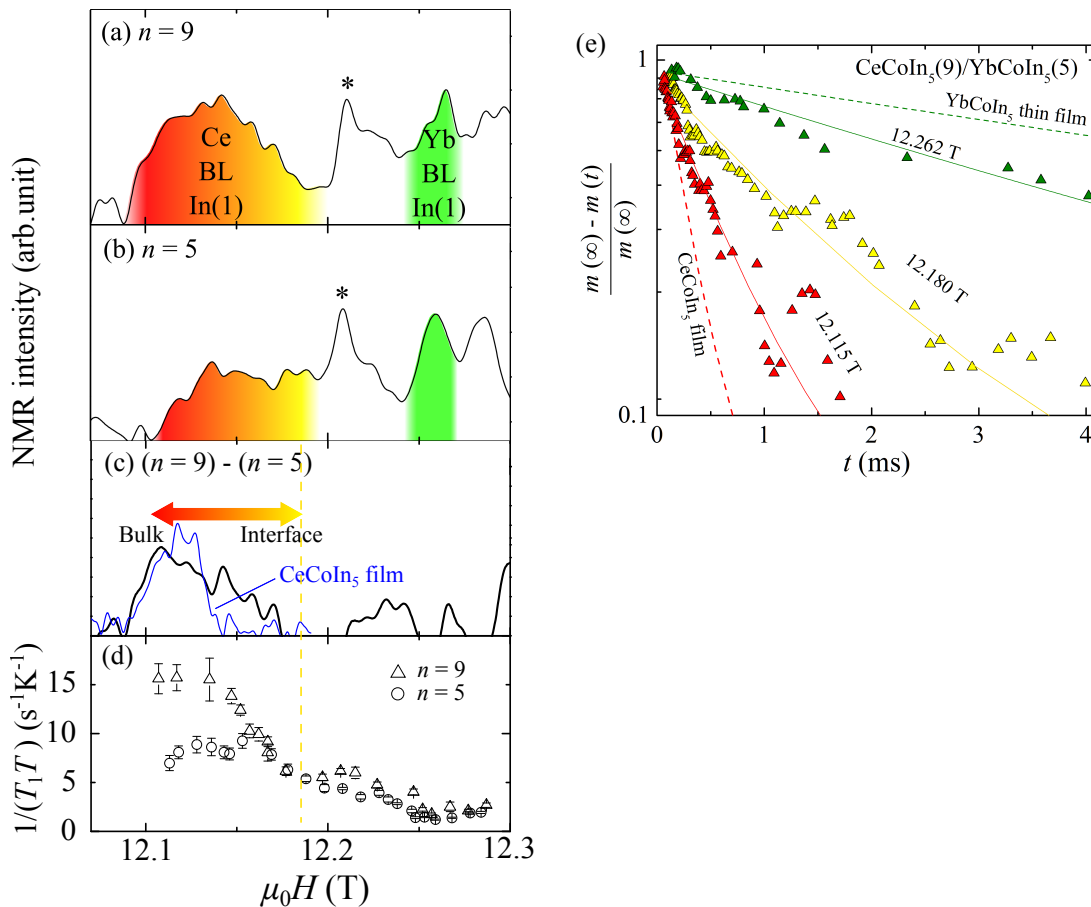 (a) n = 9
*
Ce
BL
In(1)
Yb
BL
In(1)
(b) n = 5
*
NMR intensity (arb.unit)
(c) (n = 9) - (n = 5)
Bulk
Interface
CeCoIn5 film
(d)
△ n = 9
○ n = 5
15
10
5
0
1/(T1T) (s-1K-1)
12.1
12.2
12.3
μ0H (T)
(e)
1
0.1
CeCoIn5(9)/YbCoIn5(5)
YbCoIn5 thin film
12.262 T
12.180 T
12.115 T
CeCoIn5 film
m (∞) - m (t)
m (∞)
0
1
2
3
4
t (ms)